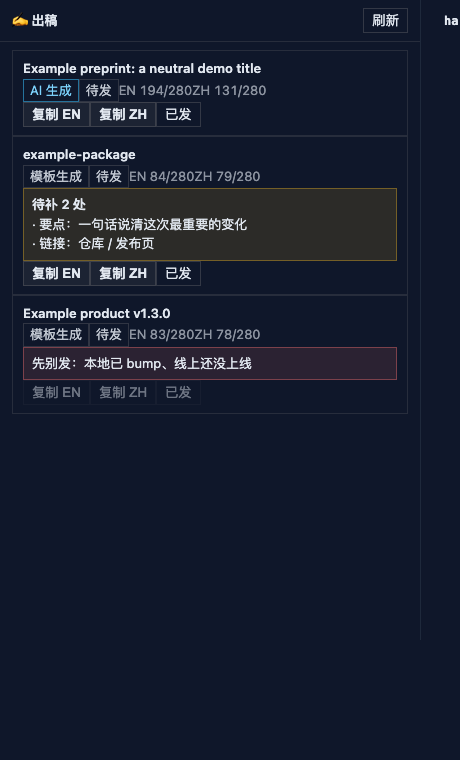 ✍️ 出稿 刷新 ha
Example preprint: a neutral demo title
AI 生成 待发 EN 194/280ZH 131/280
复制 EN 复制 ZH 已发
example-package
模板生成 待发 EN 84/280ZH 79/280
待补 2 处
· 要点：一句话说清这次最重要的变化
· 链接：仓库 / 发布页
复制 EN 复制 ZH 已发
Example product v1.3.0
模板生成 待发 EN 83/280ZH 78/280
先别发：本地已 bump、线上还没上线
复制 EN 复制 ZH 已发